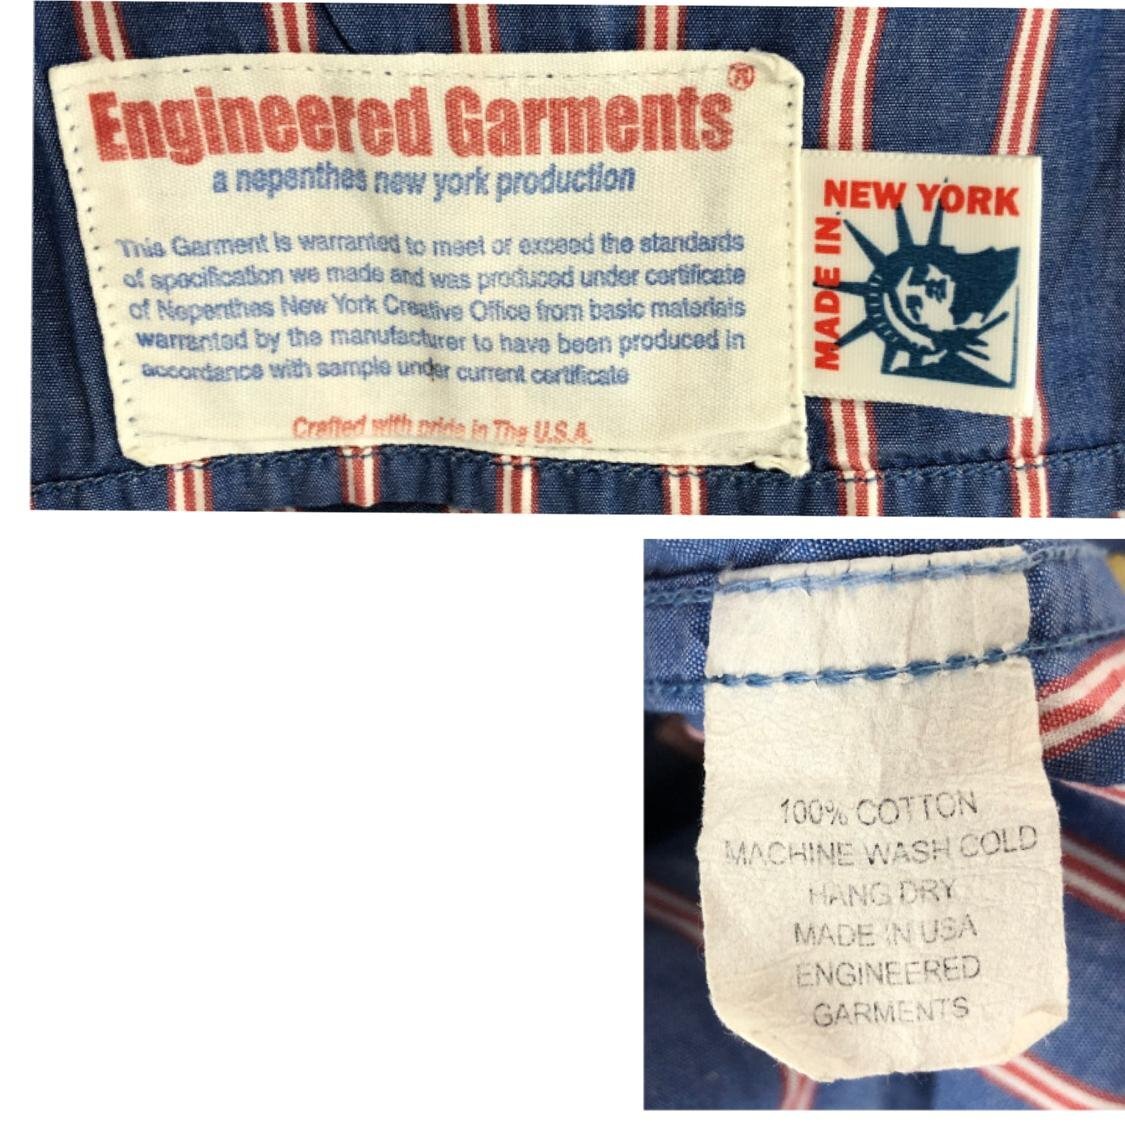 Engineered Garments®
a nepenthes new york production
This Garment is warranted to meet or exceed the standards
of specification we made and was produced under certificate
of Nepenthes New York Creative Office from basic materials
warranted by the manufacturer to have been produced in
accordance with sample under current certificate
Crafted with pride in The U.S.A.
MADE IN
NEW YORK
100% COTTON
MACHINE WASH COLD
HANG DRY
MADE IN USA
ENGINEERED
GARMENTS